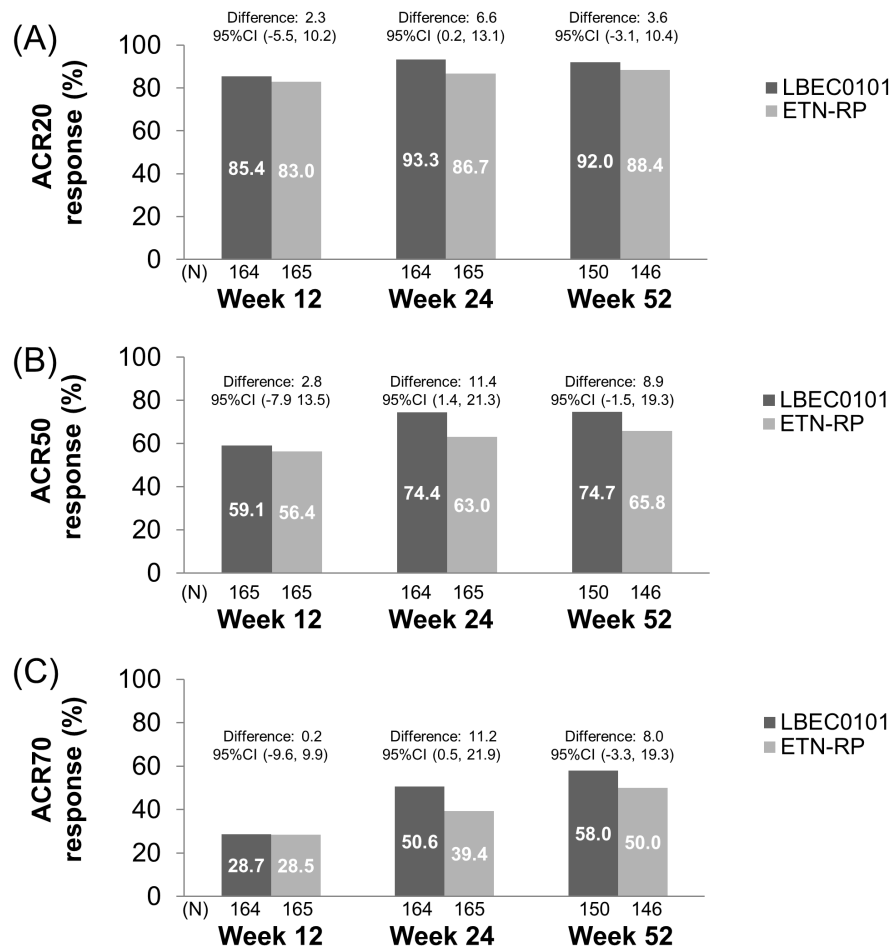 (A)
ACR20
response (%)
Difference: 2.3
95%CI (-5.5, 10.2)
Difference: 6.6
95%CI (0.2, 13.1)
Difference: 3.6
95%CI (-3.1, 10.4)
100
80
60
40
20
0
85.4 83.0
93.3 86.7
92.0 88.4
LBEC0101
ETN-RP
(N) 164 165 164 165 150 146
Week 12 Week 24 Week 52
(B)
ACR50
response (%)
Difference: 2.8
95%CI (-7.9 13.5)
Difference: 11.4
95%CI (1.4, 21.3)
Difference: 8.9
95%CI (-1.5, 19.3)
100
80
60
40
20
0
59.1 56.4
74.4 63.0
74.7 65.8
LBEC0101
ETN-RP
(N) 165 165 164 165 150 146
Week 12 Week 24 Week 52
(C)
ACR70
response (%)
Difference: 0.2
95%CI (-9.6, 9.9)
Difference: 11.2
95%CI (0.5, 21.9)
Difference: 8.0
95%CI (-3.3, 19.3)
100
80
60
40
20
0
28.7 28.5
50.6 39.4
58.0 50.0
LBEC0101
ETN-RP
(N) 164 165 164 165 150 146
Week 12 Week 24 Week 52